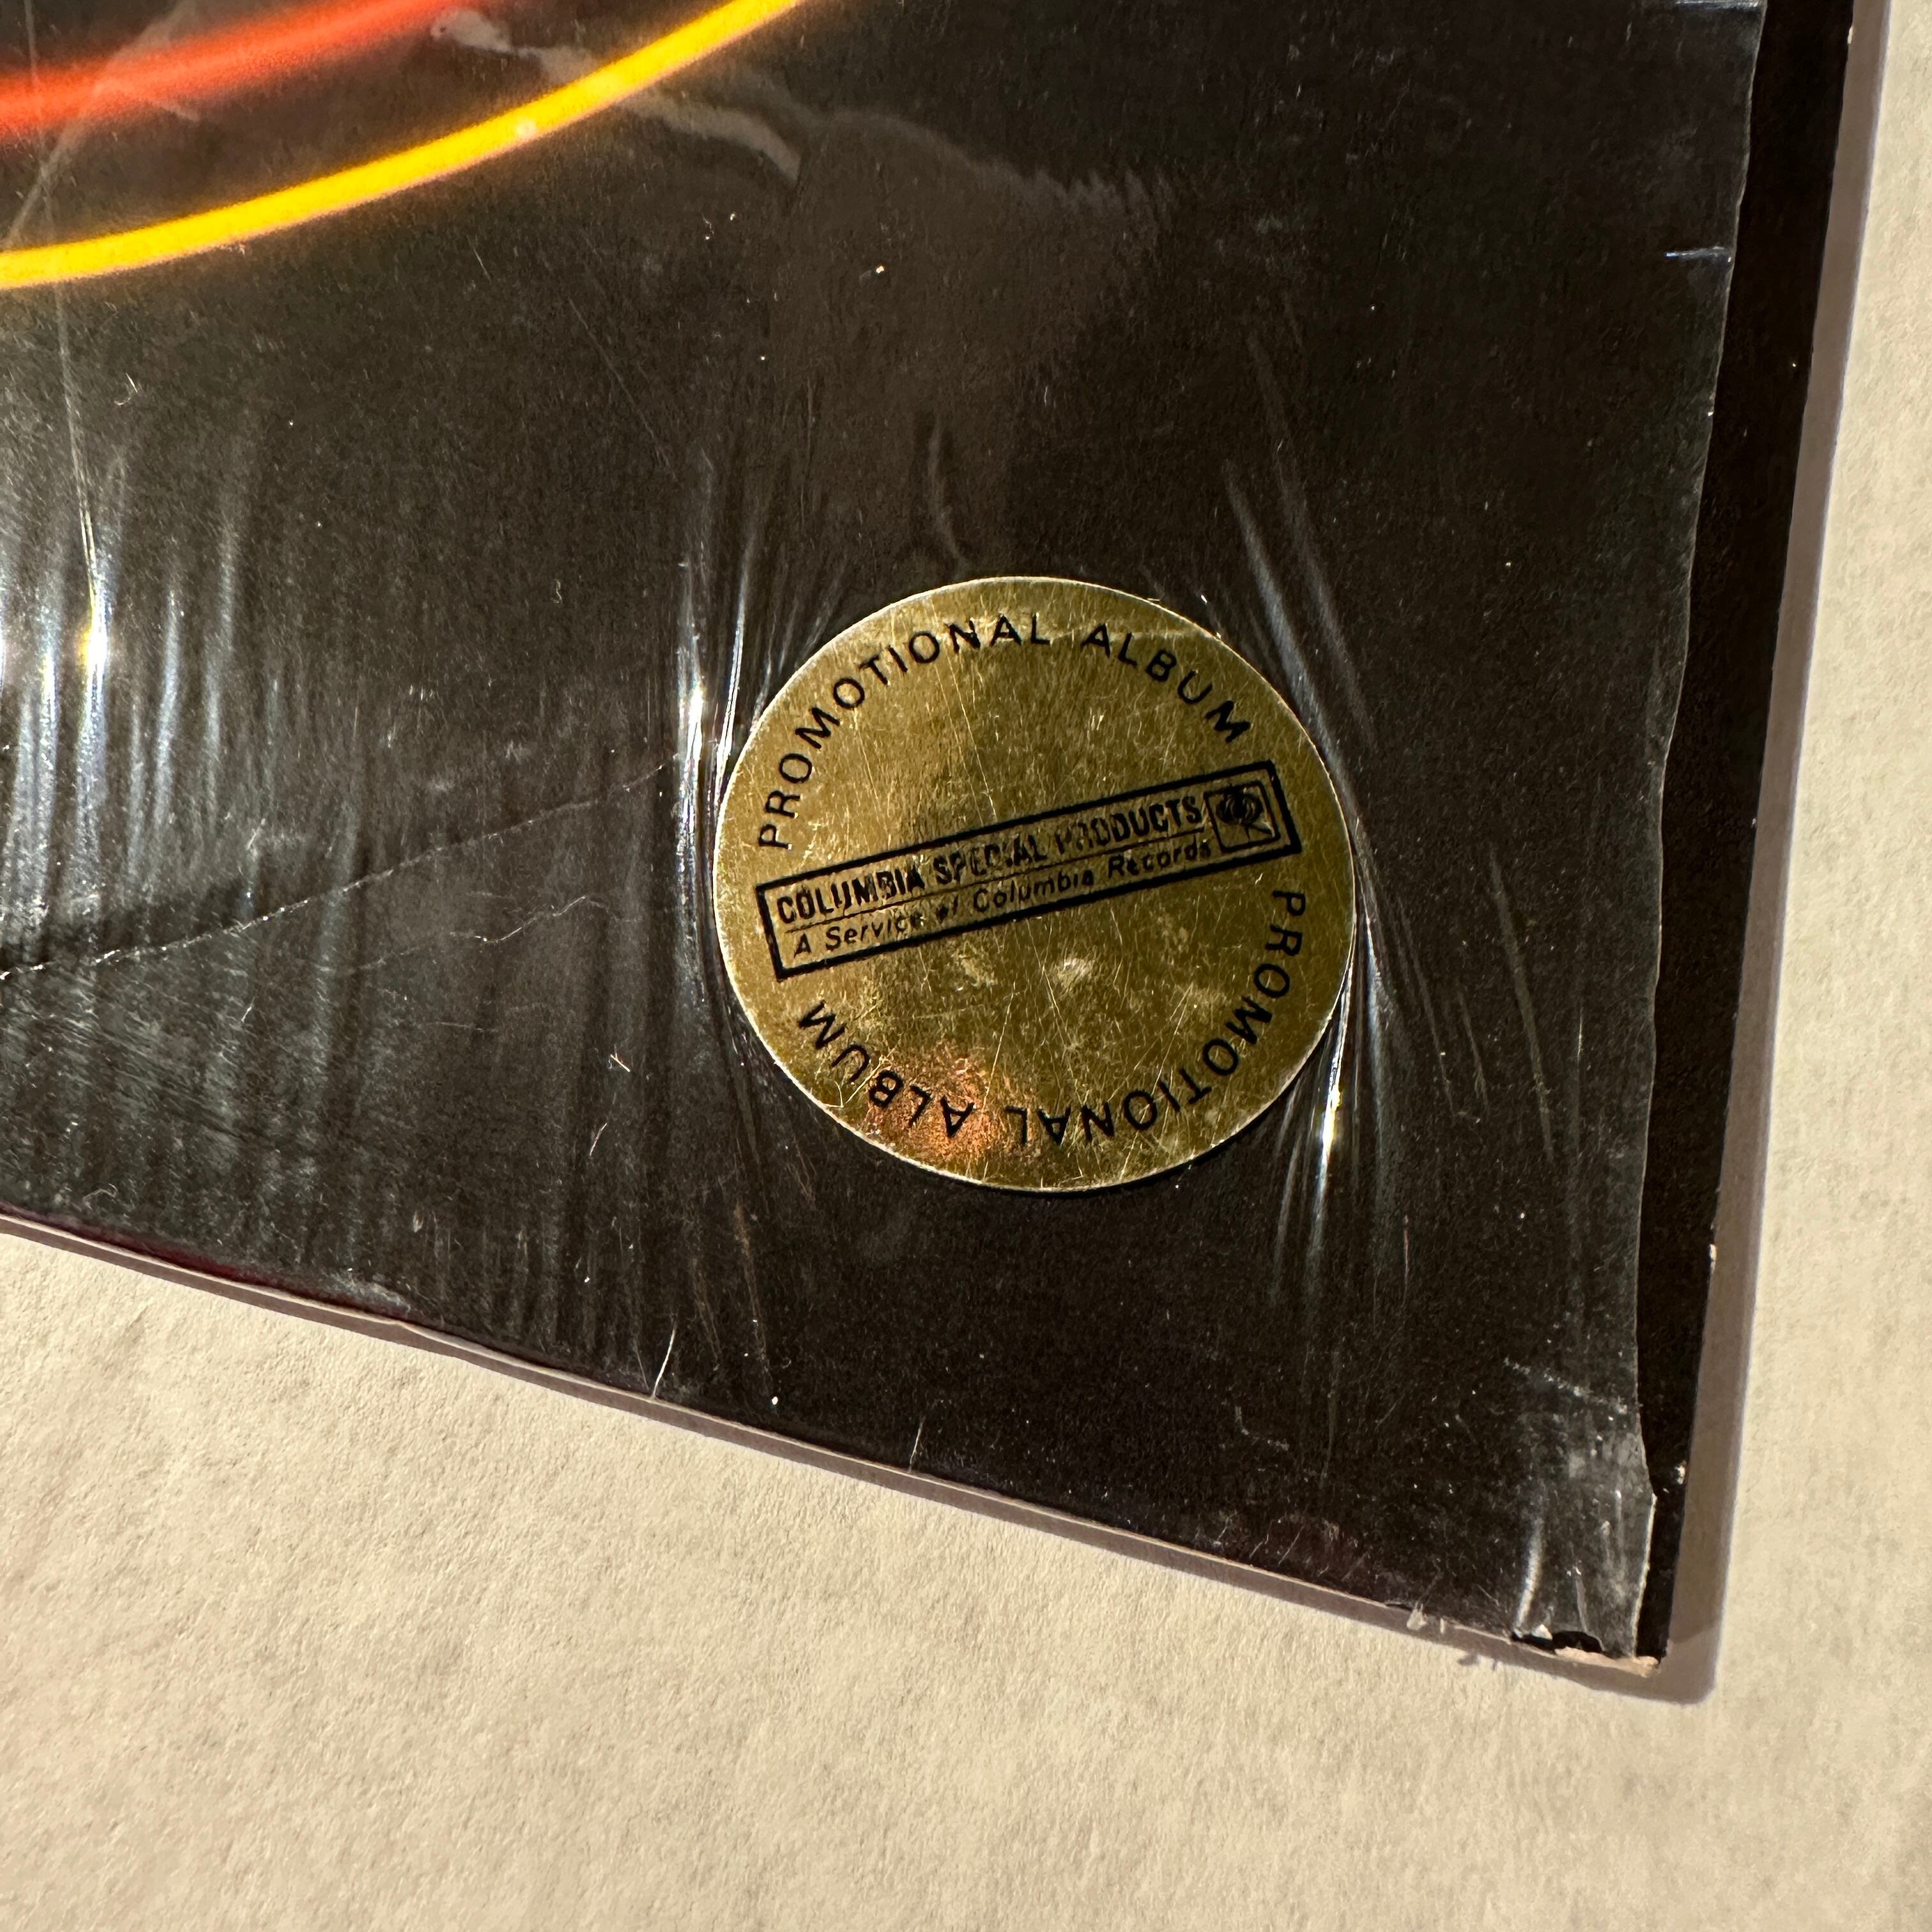 PROMOTIONAL ALBUM
COLUMBIA SPECIAL PRODUCTS
A Service of Columbia Records
PROMOTIONAL ALBUM